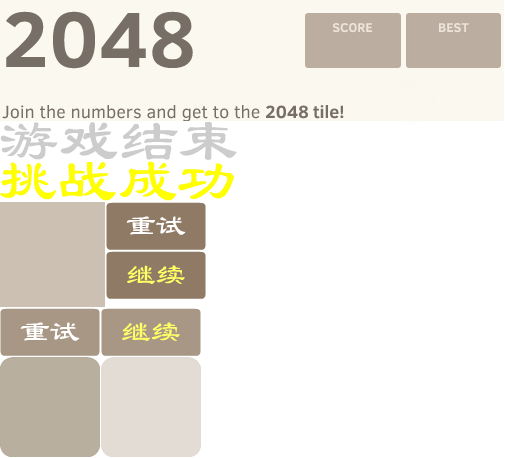 2048
SCORE BEST
Join the numbers and get to the 2048 tile!
游戏结束
挑战成功
重试
继续
重试 继续